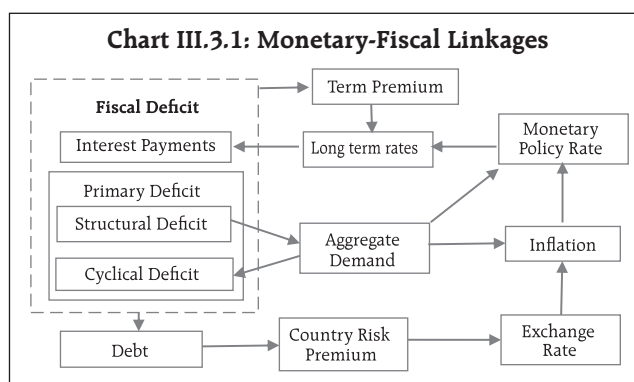 Chart III.3.1: Monetary-Fiscal Linkages
Fiscal Deficit
Term Premium
Interest Payments
Long term rates
Monetary
Policy Rate
Primary Deficit
Structural Deficit
Cyclical Deficit
Aggregate
Demand
Inflation
Debt
Country Risk
Premium
Exchange
Rate